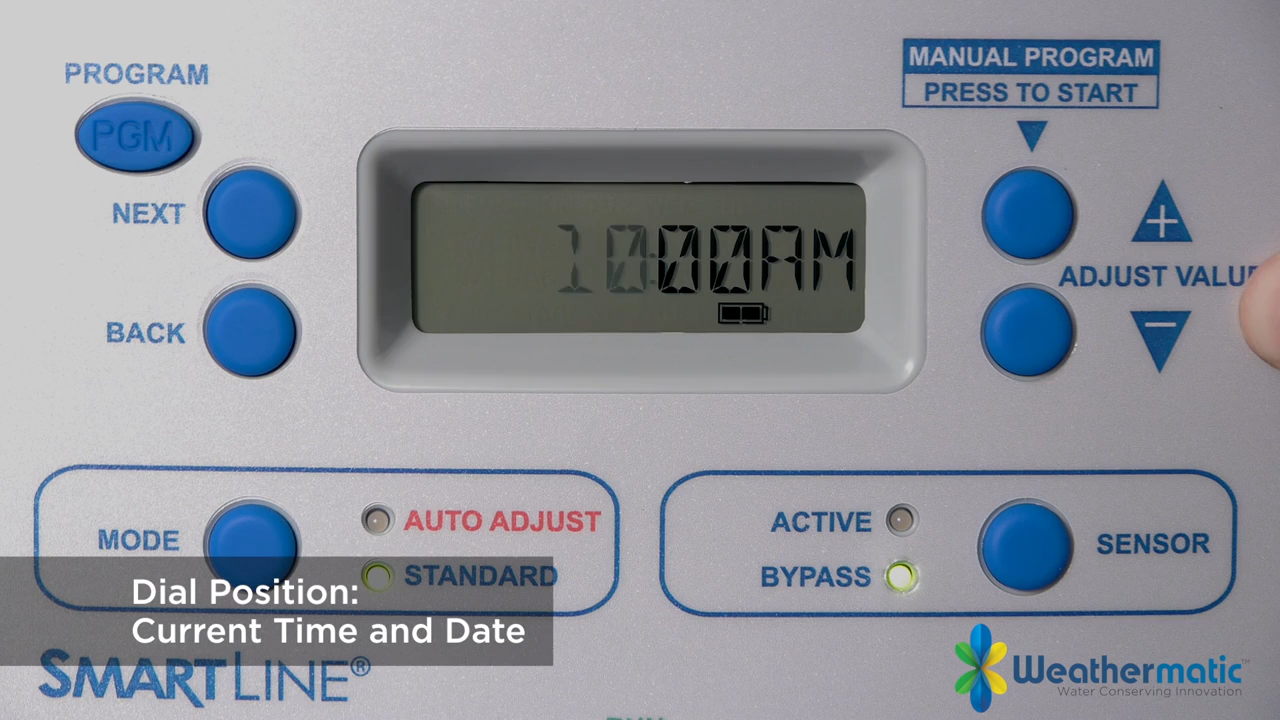 PROGRAM
PGM
NEXT
BACK
MANUAL PROGRAM
PRESS TO START
+
ADJUST VALUE
−
10:00AM
MODE
AUTO ADJUST
STANDARD
ACTIVE
BYPASS
SENSOR
Dial Position:
Current Time and Date
SMARTLINE®
Weathermatic™
Water Conserving Innovation